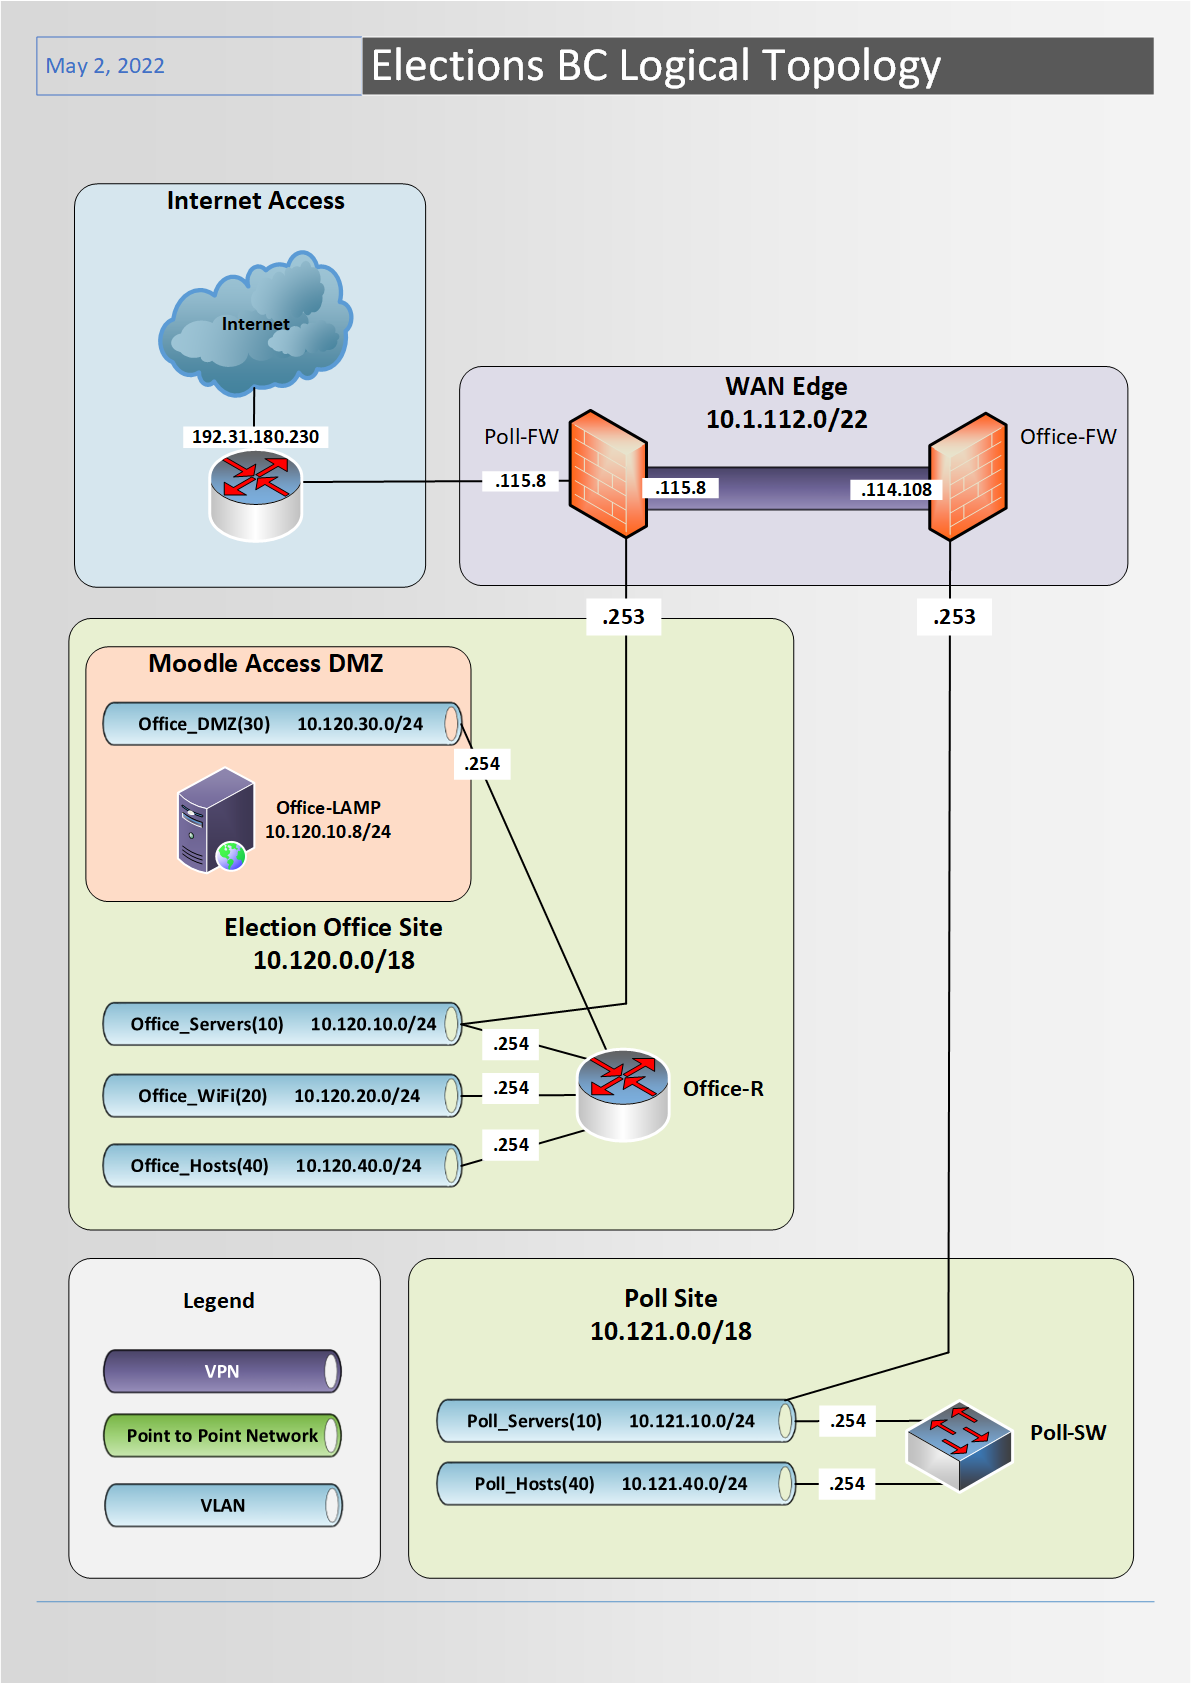 May 2, 2022
Elections BC Logical Topology
Internet Access
Internet
192.31.180.230
WAN Edge
10.1.112.0/22
Poll-FW
Office-FW
.115.8
.115.8
.114.108
.253
.253
Moodle Access DMZ
Office_DMZ(30) 10.120.30.0/24
.254
Office-LAMP
10.120.10.8/24
Election Office Site
10.120.0.0/18
Office_Servers(10) 10.120.10.0/24
.254
Office_WiFi(20) 10.120.20.0/24
.254
Office-R
Office_Hosts(40) 10.120.40.0/24
.254
Legend
VPN
Point to Point Network
VLAN
Poll Site
10.121.0.0/18
Poll_Servers(10) 10.121.10.0/24
.254
Poll-SW
Poll_Hosts(40) 10.121.40.0/24
.254